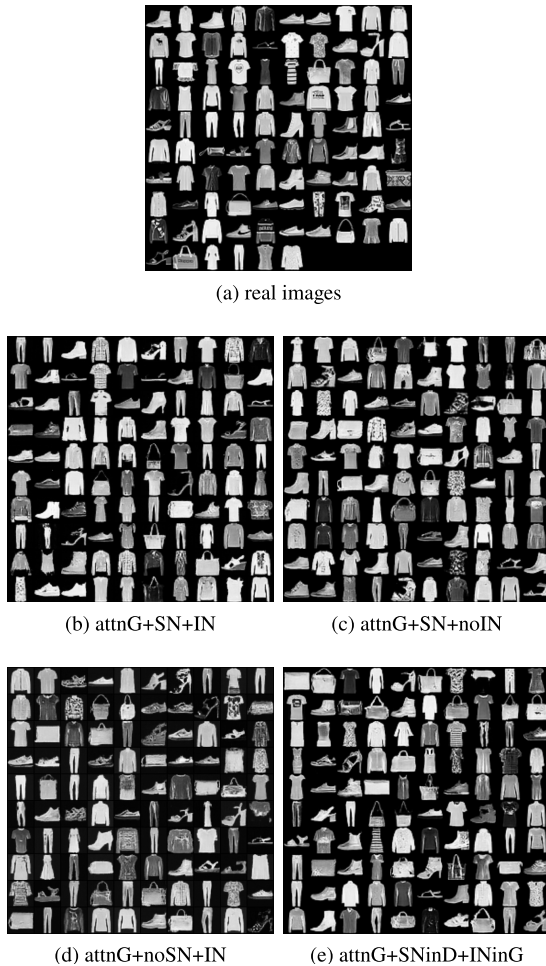 (a) real images
(b) attnG+SN+IN
(c) attnG+SN+noIN
(d) attnG+noSN+IN
(e) attnG+SNinD+INinG